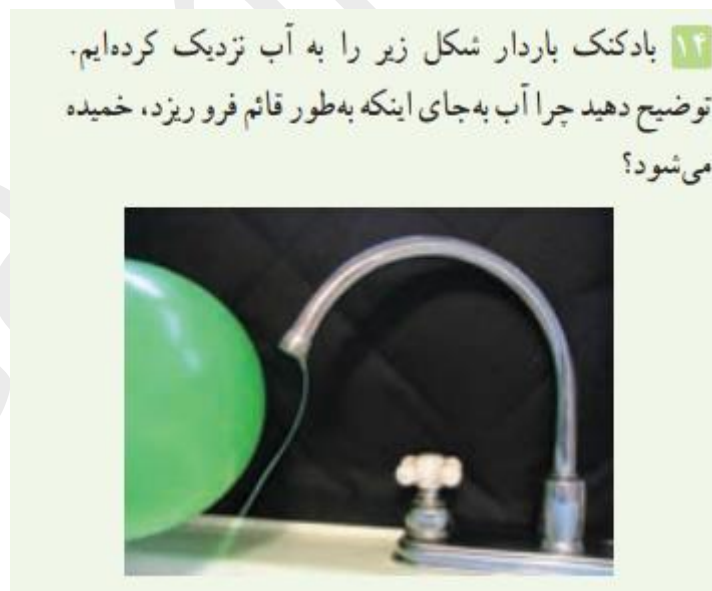 ۱۴ بادکنک باردار شکل زیر را به آب نزدیک کرده‌ایم.
توضیح دهید چرا آب به‌جای اینکه به‌طور قائم فرو ریزد، خمیده
می‌شود؟